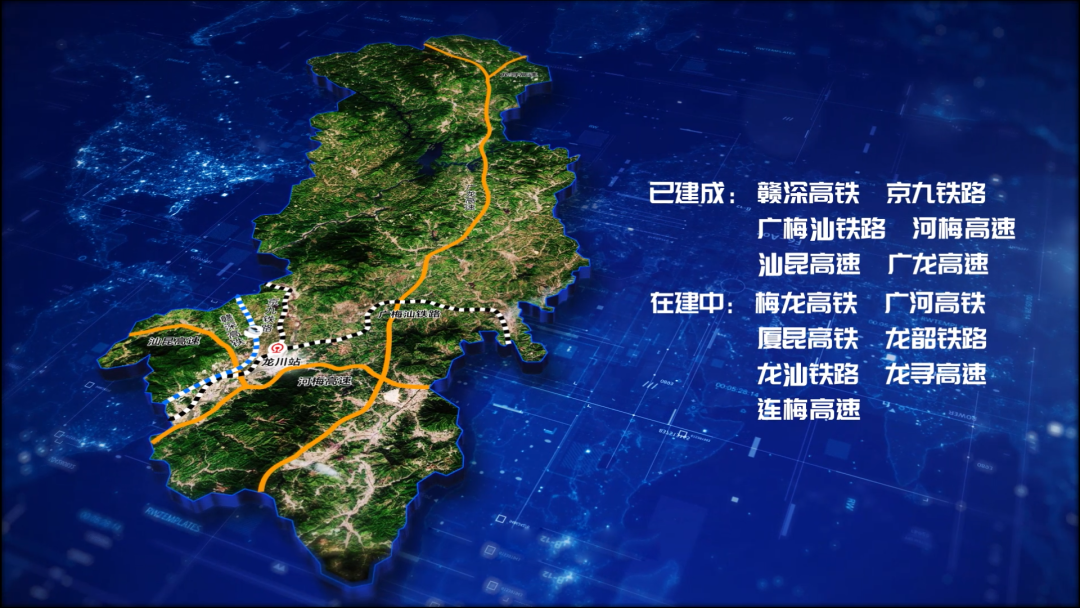 已建成：赣深高铁 京九铁路
广梅汕铁路 河梅高速
汕昆高速 广龙高速
在建中：梅龙高铁 广河高铁
厦昆高铁 龙韶铁路
龙汕铁路 龙寻高速
连梅高速
广梅汕铁路
汕昆高速
龙川站
河梅高速